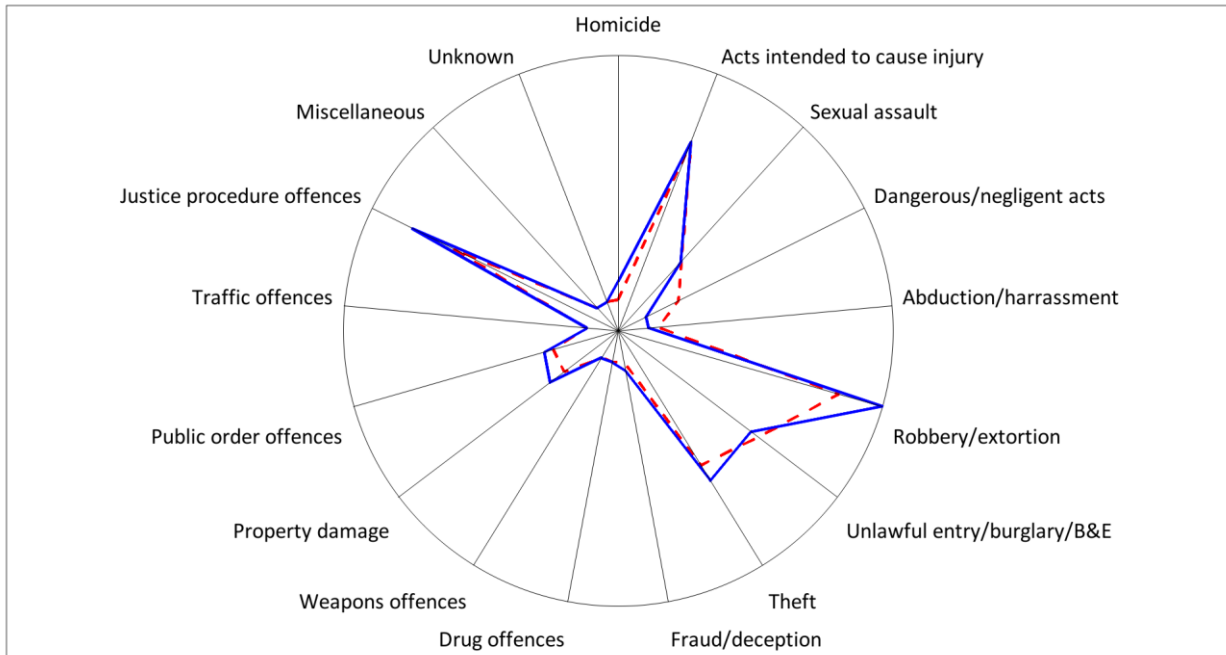 Homicide
Unknown
Acts intended to cause injury
Miscellaneous
Sexual assault
Justice procedure offences
Dangerous/negligent acts
Traffic offences
Abduction/harrassment
Public order offences
Robbery/extortion
Property damage
Unlawful entry/burglary/B&E
Weapons offences
Theft
Drug offences
Fraud/deception